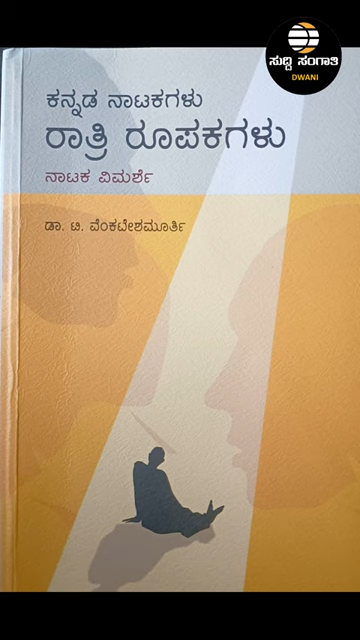 ಸುದ್ದಿ ಸಂಗಾತಿ
DWANI
ಕನ್ನಡ ನಾಟಕಗಳು
ರಾತ್ರಿ ರೂಪಕಗಳು
ನಾಟಕ ವಿಮರ್ಶೆ
ಡಾ. ಟಿ. ವೆಂಕಟೇಶಮೂರ್ತಿ